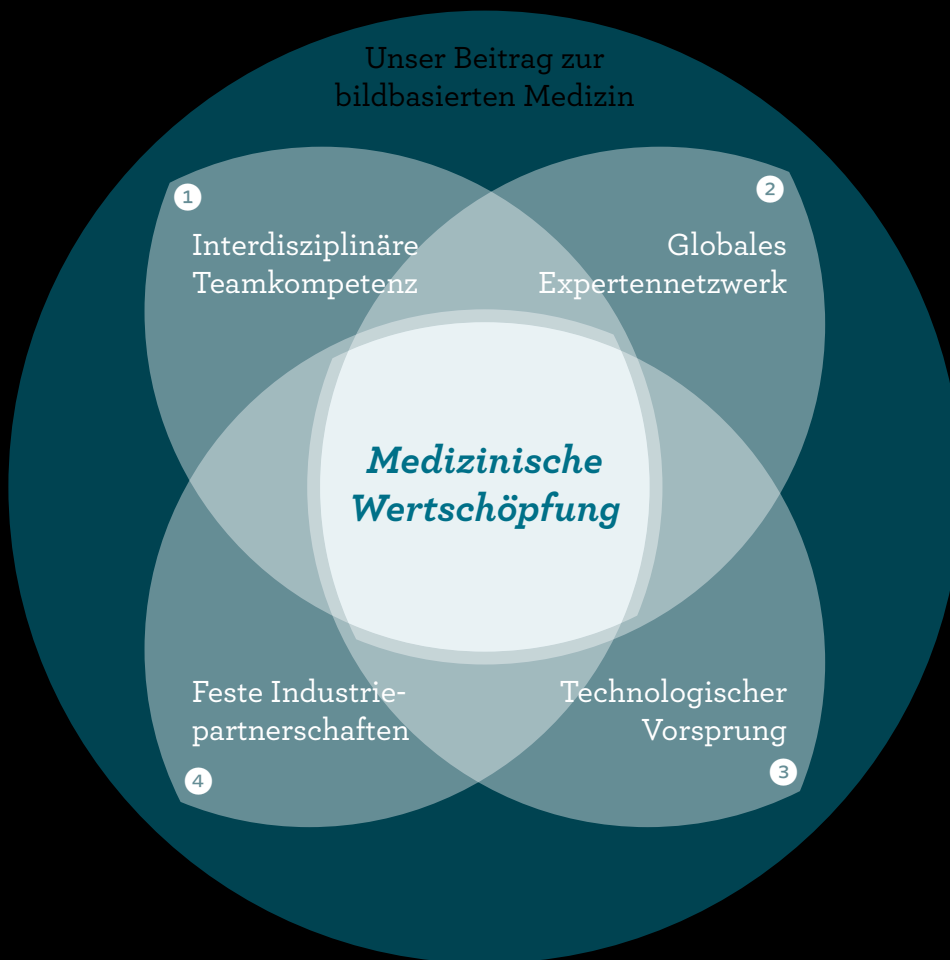 Unser Beitrag zur
bildbasierten Medizin
1
Interdisziplinäre
Teamkompetenz
2
Globales
Expertennetzwerk
Medizinische
Wertschöpfung
Feste Industrie-
partnerschaften
4
Technologischer
Vorsprung
3